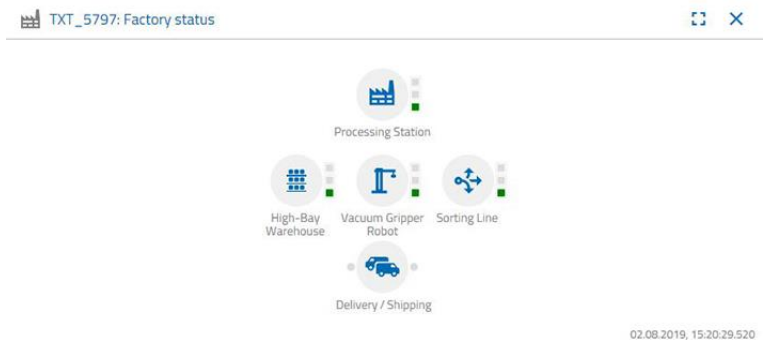 TXT_5797: Factory status
Processing Station
High-Bay
Warehouse
Vacuum Gripper
Robot
Sorting Line
Delivery / Shipping
02.08.2019, 15:20:29.520